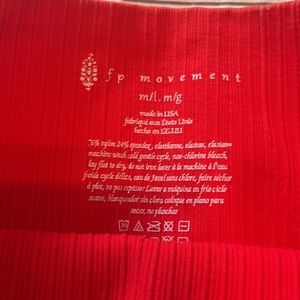 fp movement
m/l. m/g
made in USA
fabriqué aux Etats Unis
hecho en EE.UU.
76% nylon 24% spandex, elasthanne, elastan, elastan-
machine wash cold gentle cycle, non-chlorine bleach,
lay flat to dry, do not iron laver à la machine à l'eau
froide cycle délicat, eau de Javel sans chlore, faire sécher
à plat, ne pas repasser Lavar a máquina en frío ciclo
suave, blanqueador sin cloro, coloque en plano para
secar, no planchar